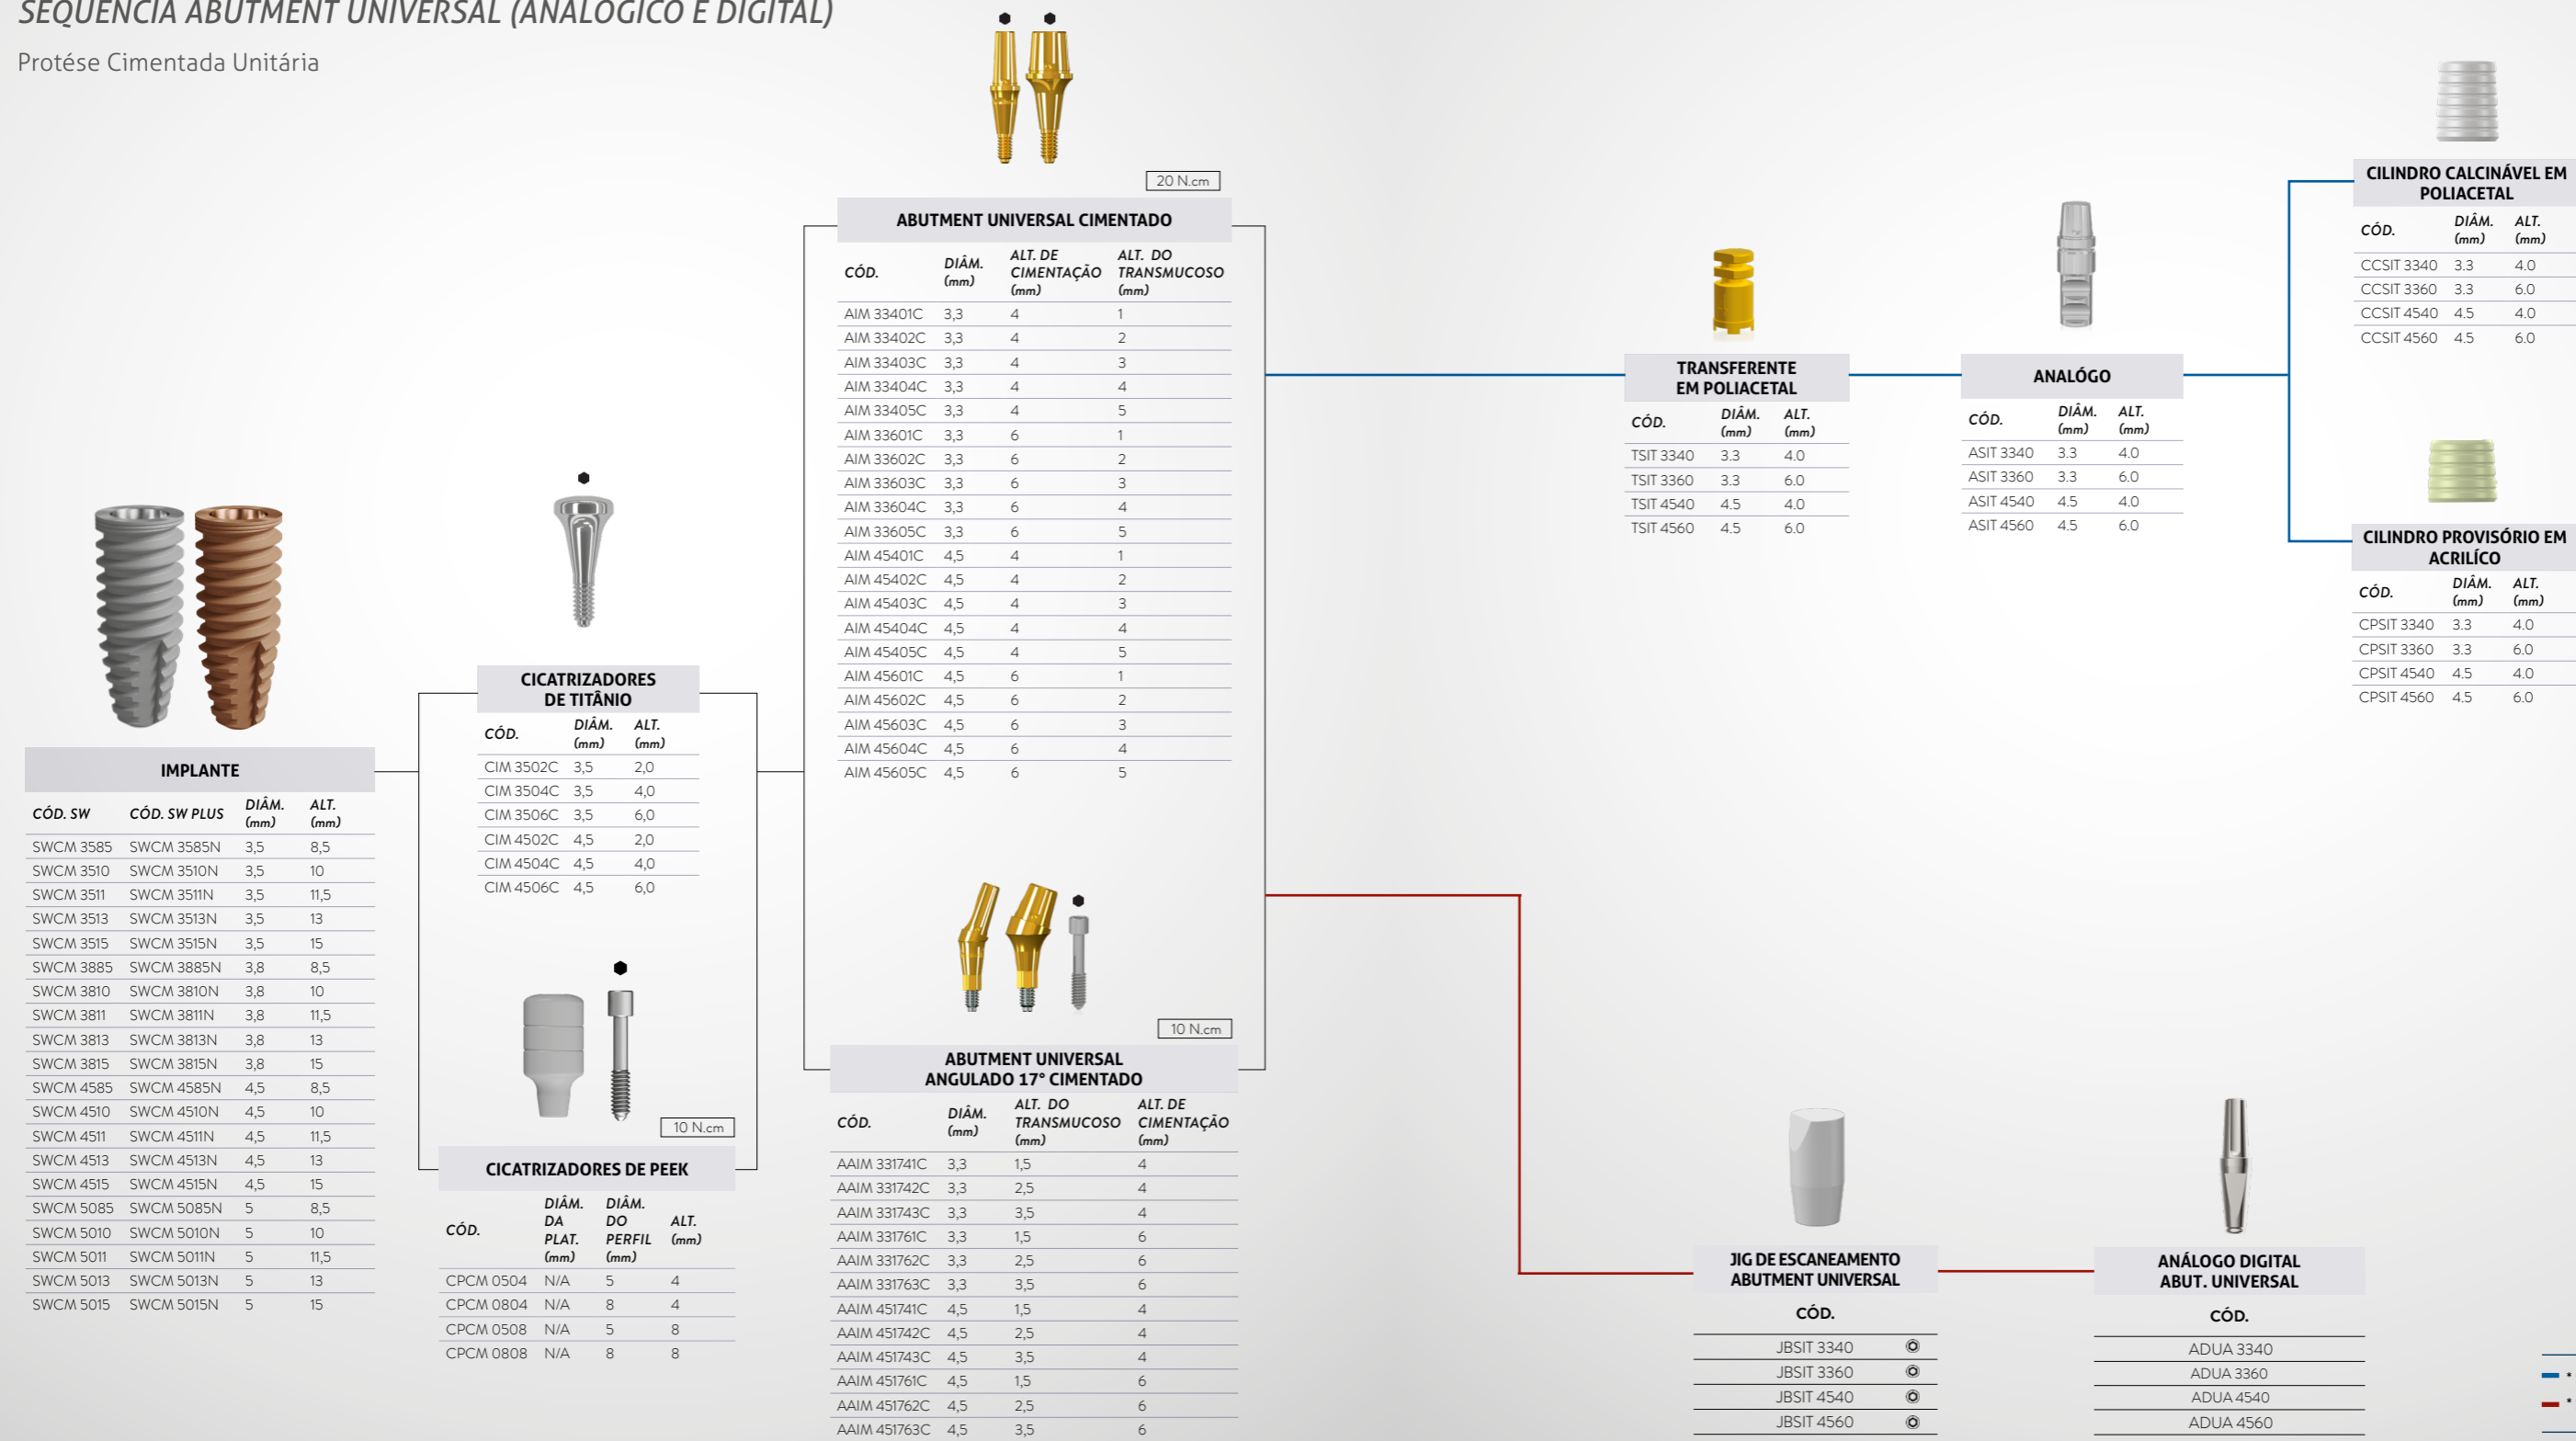 SEQUÊNCIA ABUTMENT UNIVERSAL (ANALÓGICO E DIGITAL)
Protése Cimentada Unitária
IMPLANTE
CÓD. SW CÓD. SW PLUS DIÂM. (mm) ALT. (mm)
SWCM 3585 SWCM 3585N 3,5 8,5
SWCM 3510 SWCM 3510N 3,5 10
SWCM 3511 SWCM 3511N 3,5 11,5
SWCM 3513 SWCM 3513N 3,5 13
SWCM 3515 SWCM 3515N 3,5 15
SWCM 3885 SWCM 3885N 3,8 8,5
SWCM 3810 SWCM 3810N 3,8 10
SWCM 3811 SWCM 3811N 3,8 11,5
SWCM 3813 SWCM 3813N 3,8 13
SWCM 3815 SWCM 3815N 3,8 15
SWCM 4585 SWCM 4585N 4,5 8,5
SWCM 4510 SWCM 4510N 4,5 10
SWCM 4511 SWCM 4511N 4,5 11,5
SWCM 4513 SWCM 4513N 4,5 13
SWCM 4515 SWCM 4515N 4,5 15
SWCM 5085 SWCM 5085N 5 8,5
SWCM 5010 SWCM 5010N 5 10
SWCM 5011 SWCM 5011N 5 11,5
SWCM 5013 SWCM 5013N 5 13
SWCM 5015 SWCM 5015N 5 15
CICATRIZADORES
DE TITÂNIO
CÓD. DIÂM. (mm) ALT. (mm)
CIM 3502C 3,5 2,0
CIM 3504C 3,5 4,0
CIM 3506C 3,5 6,0
CIM 4502C 4,5 2,0
CIM 4504C 4,5 4,0
CIM 4506C 4,5 6,0
10 N.cm
CICATRIZADORES DE PEEK
CÓD. DIÂM. DA PLAT. (mm) DIÂM. DO PERFIL (mm) ALT. (mm)
CPCM 0504 N/A 5 4
CPCM 0804 N/A 8 4
CPCM 0508 N/A 5 8
CPCM 0808 N/A 8 8
20 N.cm
ABUTMENT UNIVERSAL CIMENTADO
CÓD. DIÂM. (mm) ALT. DE CIMENTAÇÃO (mm) ALT. DO TRANSMUCOSO (mm)
AIM 33401C 3,3 4 1
AIM 33402C 3,3 4 2
AIM 33403C 3,3 4 3
AIM 33404C 3,3 4 4
AIM 33405C 3,3 4 5
AIM 33601C 3,3 6 1
AIM 33602C 3,3 6 2
AIM 33603C 3,3 6 3
AIM 33604C 3,3 6 4
AIM 33605C 3,3 6 5
AIM 45401C 4,5 4 1
AIM 45402C 4,5 4 2
AIM 45403C 4,5 4 3
AIM 45404C 4,5 4 4
AIM 45405C 4,5 4 5
AIM 45601C 4,5 6 1
AIM 45602C 4,5 6 2
AIM 45603C 4,5 6 3
AIM 45604C 4,5 6 4
AIM 45605C 4,5 6 5
10 N.cm
ABUTMENT UNIVERSAL
ANGULADO 17° CIMENTADO
CÓD. DIÂM. (mm) ALT. DO TRANSMUCOSO (mm) ALT. DE CIMENTAÇÃO (mm)
AAIM 331741C 3,3 1,5 4
AAIM 331742C 3,3 2,5 4
AAIM 331743C 3,3 3,5 4
AAIM 331761C 3,3 1,5 6
AAIM 331762C 3,3 2,5 6
AAIM 331763C 3,3 3,5 6
AAIM 451741C 4,5 1,5 4
AAIM 451742C 4,5 2,5 4
AAIM 451743C 4,5 3,5 4
AAIM 451761C 4,5 1,5 6
AAIM 451762C 4,5 2,5 6
AAIM 451763C 4,5 3,5 6
TRANSFERENTE
EM POLIACETAL
CÓD. DIÂM. (mm) ALT. (mm)
TSIT 3340 3.3 4.0
TSIT 3360 3.3 6.0
TSIT 4540 4.5 4.0
TSIT 4560 4.5 6.0
ANALÓGO
CÓD. DIÂM. (mm) ALT. (mm)
ASIT 3340 3.3 4.0
ASIT 3360 3.3 6.0
ASIT 4540 4.5 4.0
ASIT 4560 4.5 6.0
CILINDRO CALCINÁVEL EM
POLIACETAL
CÓD. DIÂM. (mm) ALT. (mm)
CCSIT 3340 3.3 4.0
CCSIT 3360 3.3 6.0
CCSIT 4540 4.5 4.0
CCSIT 4560 4.5 6.0
CILINDRO PROVISÓRIO EM
ACRILÍCO
CÓD. DIÂM. (mm) ALT. (mm)
CPSIT 3340 3.3 4.0
CPSIT 3360 3.3 6.0
CPSIT 4540 4.5 4.0
CPSIT 4560 4.5 6.0
JIG DE ESCANEAMENTO
ABUTMENT UNIVERSAL
CÓD.
JBSIT 3340
JBSIT 3360
JBSIT 4540
JBSIT 4560
ANÁLOGO DIGITAL
ABUT. UNIVERSAL
CÓD.
ADUA 3340
ADUA 3360
ADUA 4540
ADUA 4560